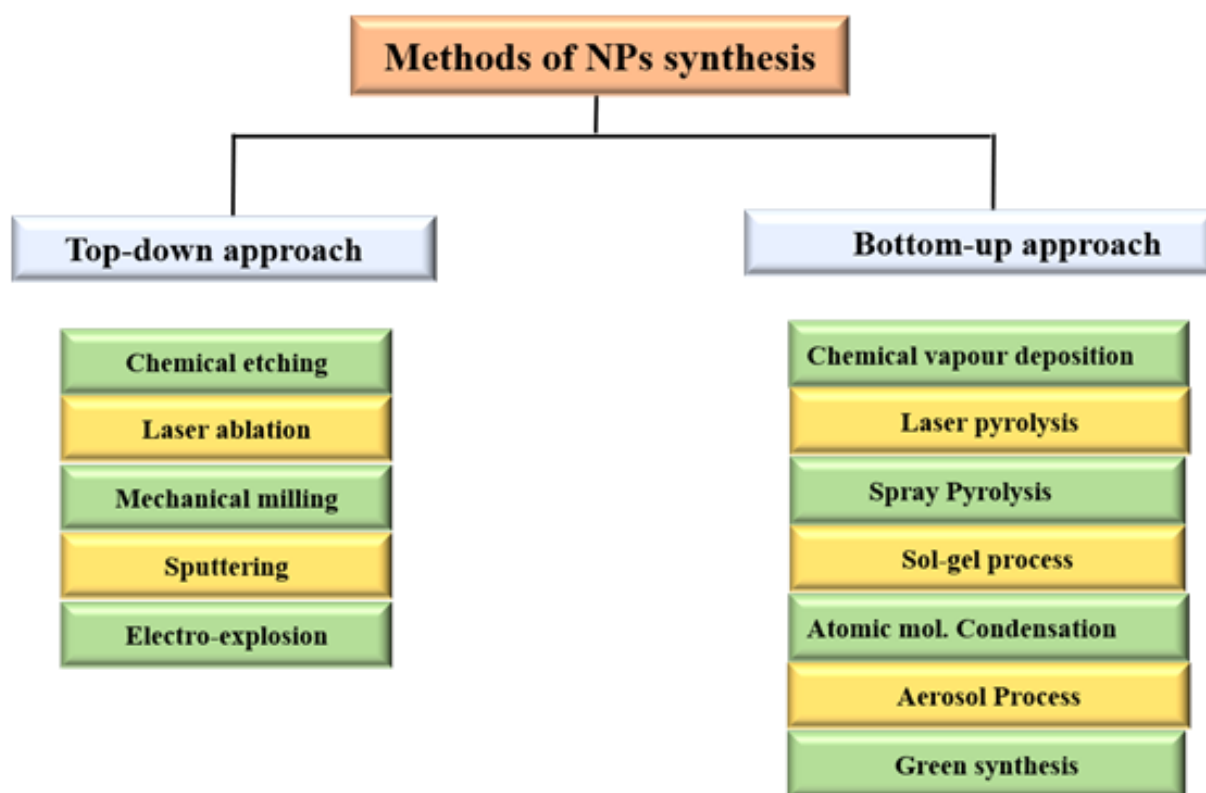 Methods of NPs synthesis
Top-down approach
Chemical etching
Laser ablation
Mechanical milling
Sputtering
Electro-explosion
Bottom-up approach
Chemical vapour deposition
Laser pyrolysis
Spray Pyrolysis
Sol-gel process
Atomic mol. Condensation
Aerosol Process
Green synthesis